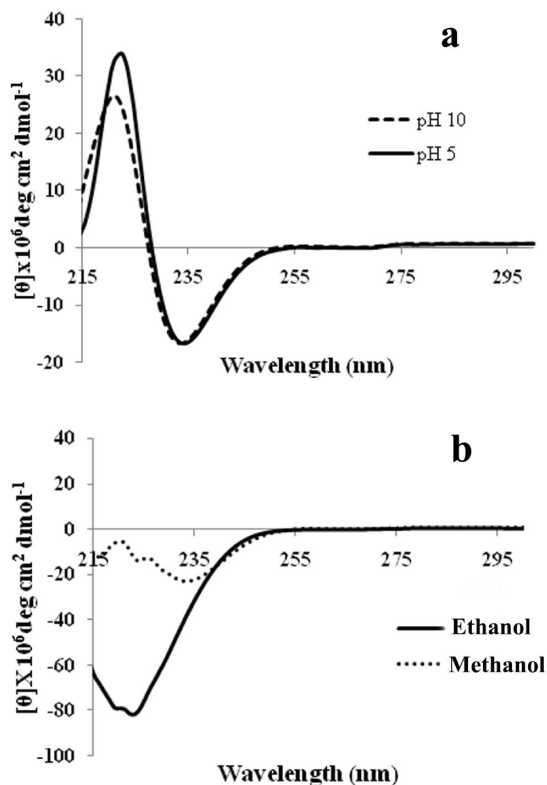 a
40
30
20
10
0
-10
-20
215 235 255 275 295
pH 10
pH 5
[θ]x10⁶deg cm² dmol⁻¹
Wavelength (nm)
b
40
20
0
-20
-40
-60
-80
-100
215 235 255 275 295
Ethanol
Methanol
[θ]X10⁶deg cm² dmol⁻¹
Wavelength (nm)